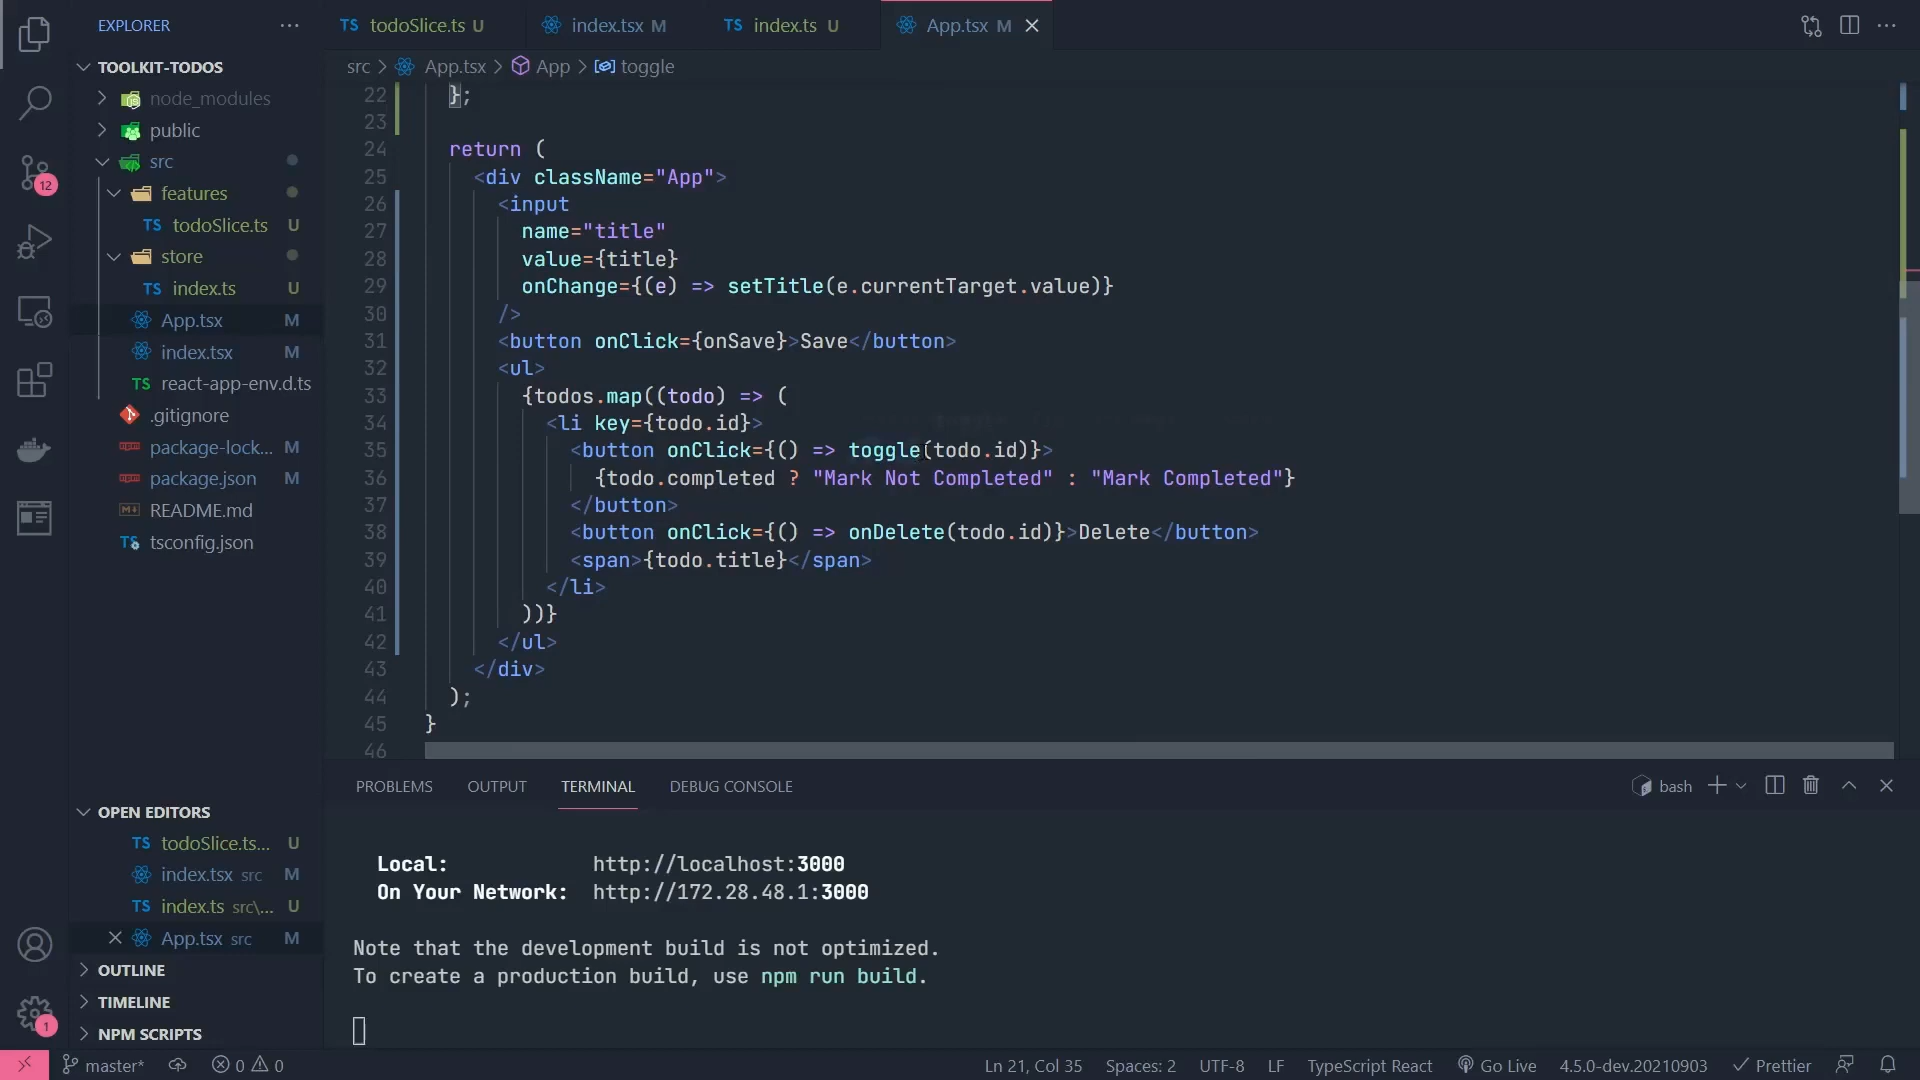 EXPLORER
TOOLKIT-TODOS
node_modules
public
src
features
todoSlice.ts U
store
index.ts U
App.tsx M
index.tsx M
react-app-env.d.ts
.gitignore
package-lock... M
package.json M
README.md
tsconfig.json
OPEN EDITORS
todoSlice.ts... U
index.tsx src M
index.ts src\... U
App.tsx src M
OUTLINE
TIMELINE
NPM SCRIPTS
12
1
TS todoSlice.ts U
index.tsx M
TS index.ts U
App.tsx M
src > App.tsx > App > toggle
22 };
23
24 return (
25 <div className="App">
26 <input
27 name="title"
28 value={title}
29 onChange={(e) => setTitle(e.currentTarget.value)}
30 />
31 <button onClick={onSave}>Save</button>
32 <ul>
33 {todos.map((todo) => (
34 <li key={todo.id}>
35 <button onClick={() => toggle(todo.id)}>
36 {todo.completed ? "Mark Not Completed" : "Mark Completed"}
37 </button>
38 <button onClick={() => onDelete(todo.id)}>Delete</button>
39 <span>{todo.title}</span>
40 </li>
41 ))}
42 </ul>
43 </div>
44 );
45 }
46
PROBLEMS OUTPUT TERMINAL DEBUG CONSOLE
bash
Local: http://localhost:3000
On Your Network: http://172.28.48.1:3000
Note that the development build is not optimized.
To create a production build, use npm run build.
master* 0 0 Ln 21, Col 35 Spaces: 2 UTF-8 LF TypeScript React Go Live 4.5.0-dev.20210903 Prettier